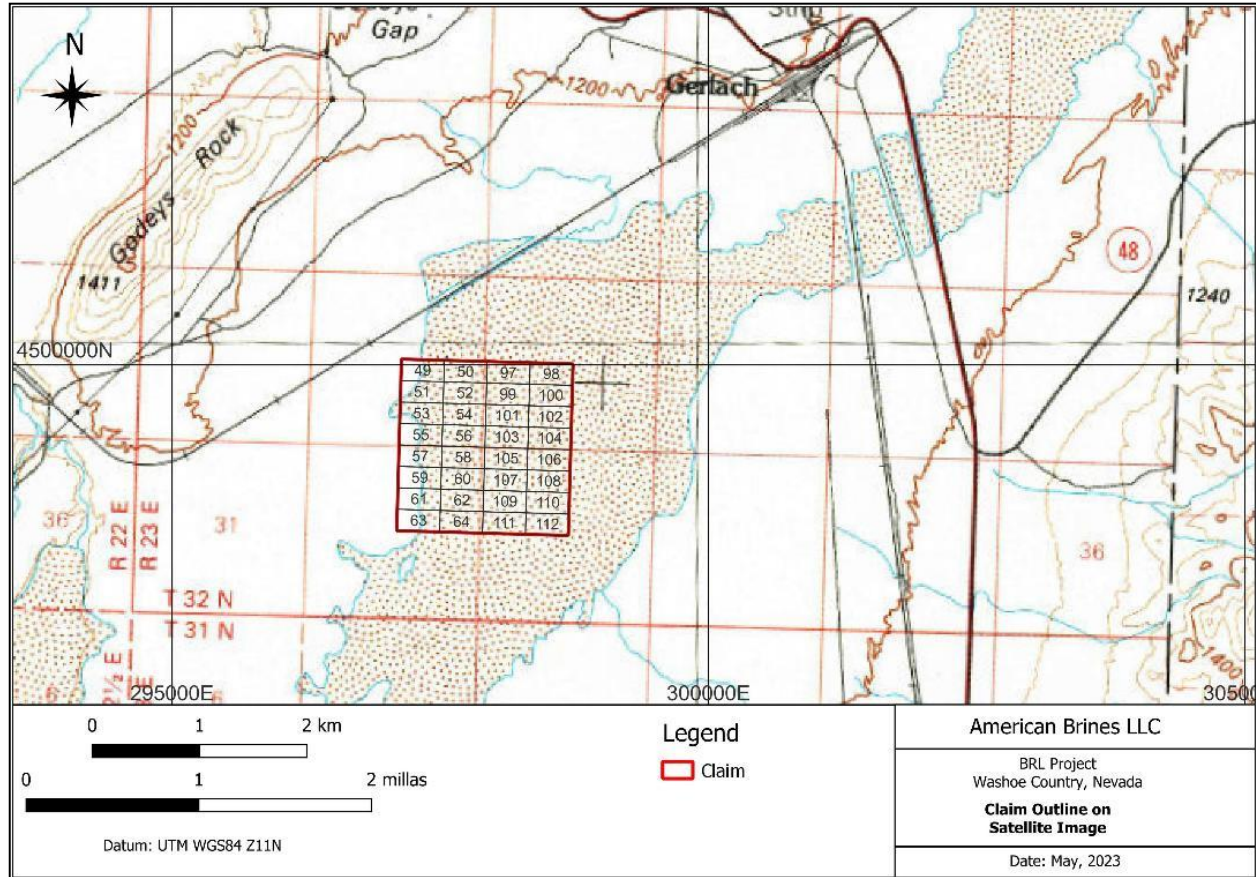 N
Gap
Gerlach
1200
1200
Godeys Rock
1411
48
1240
4500000N
49 50 97 98
51 52 99 100
53 54 101 102
55 56 103 104
57 58 105 106
59 60 107 108
61 62 109 110
63 64 111 112
36
31
36
R 22 E
R 23 E
T 32 N
T 31 N
1400
6
6
295000E
300000E
0 1 2 km
0 1 2 millas
Datum: UTM WGS84 Z11N
Legend
Claim
American Brines LLC
BRL Project
Washoe Country, Nevada
Claim Outline on
Satellite Image
Date: May, 2023